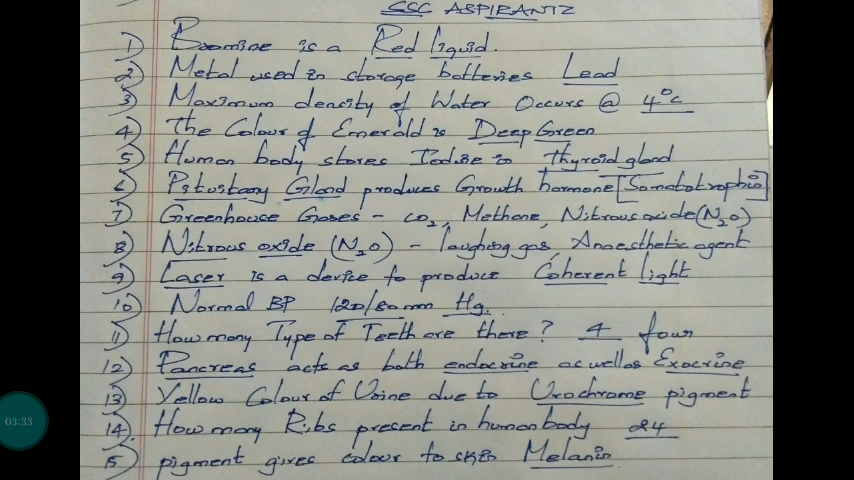 SSC ASPIRANTZ
1) Bromine is a Red liquid.
2) Metal used in storage batteries Lead
3) Maximum density of Water Occurs @ 4°c
4) The Colour of Emerald is Deep Green
5) Human body stores Iodine in thyroid gland
6) Pituitary Gland produces Growth hormone [Somatotrophin]
7) Greenhouse Gases - CO2, Methane, Nitrous oxide (N2O)
8) Nitrous oxide (N2O) - laughing gas, Anaesthetic agent
9) Laser is a device to produce Coherent light
10) Normal BP 120/80mm Hg.
11) How many Type of Teeth are there? 4 four
12) Pancreas acts as both endocrine as well as Exocrine
13) Yellow Colour of Urine due to Urochrome pigment
14). How many Ribs present in human body 24
15) pigment gives colour to skin Melanin
03:33